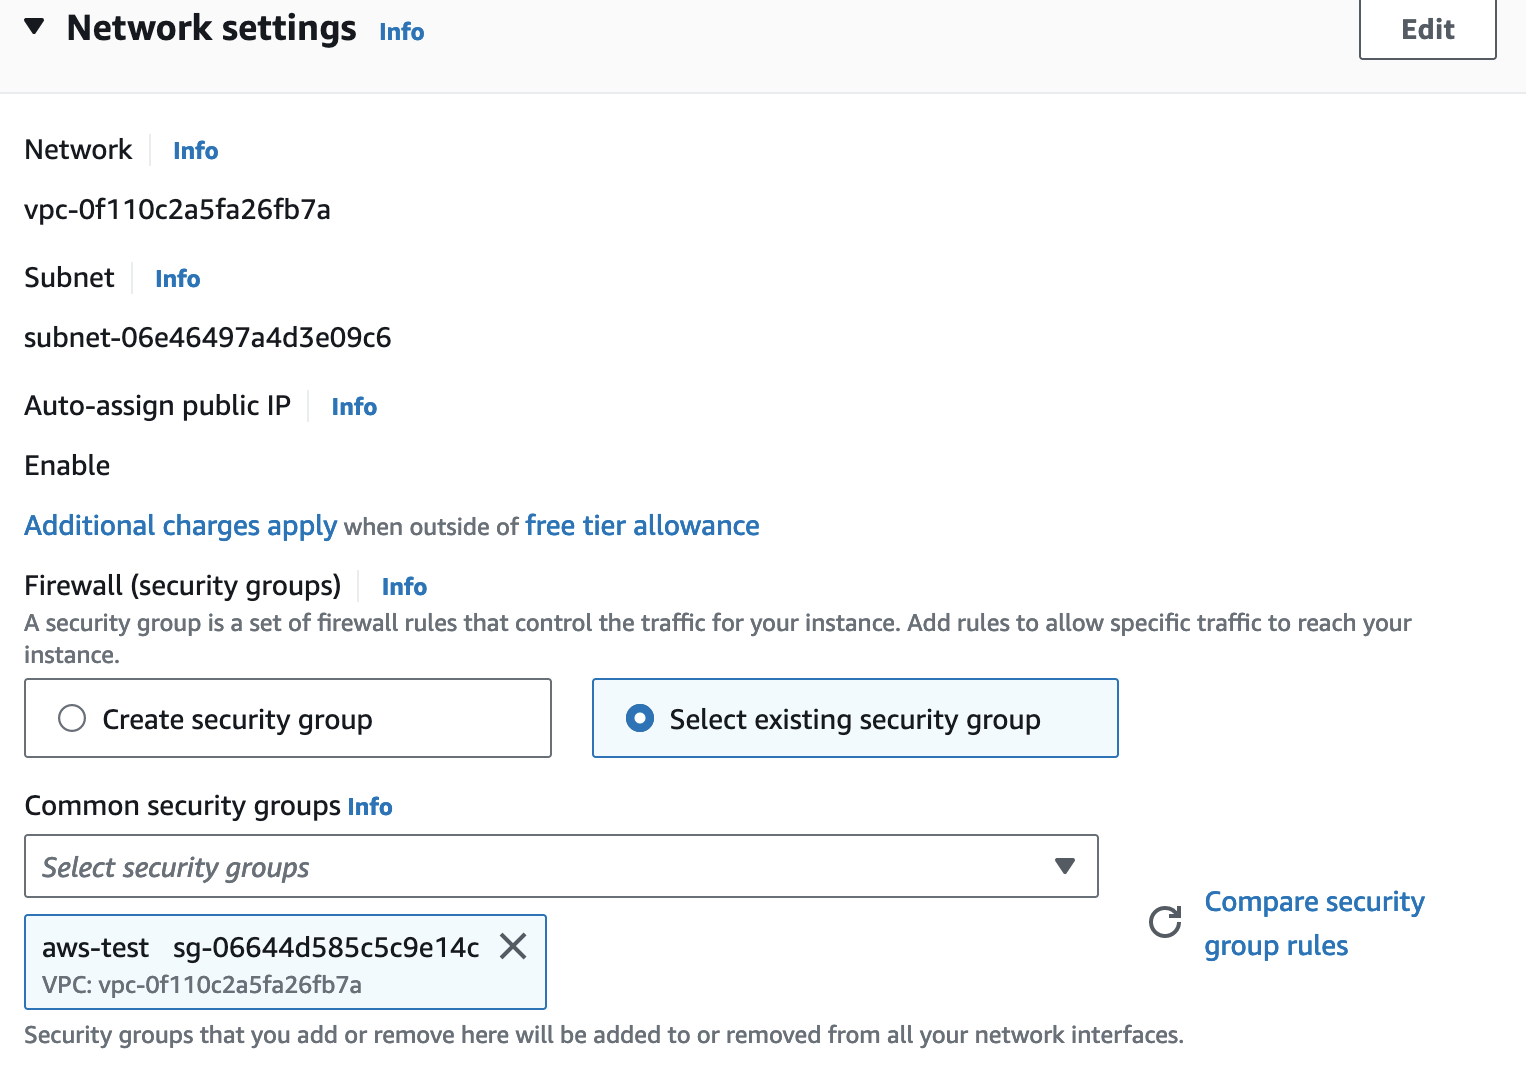 Network settings Info
Edit
Network Info
vpc-0f110c2a5fa26fb7a
Subnet Info
subnet-06e46497a4d3e09c6
Auto-assign public IP Info
Enable
Additional charges apply when outside of free tier allowance
Firewall (security groups) Info
A security group is a set of firewall rules that control the traffic for your instance. Add rules to allow specific traffic to reach your
instance.
Create security group
Select existing security group
Common security groups Info
Select security groups
aws-test sg-06644d585c5c9e14c
VPC: vpc-0f110c2a5fa26fb7a
Compare security
group rules
Security groups that you add or remove here will be added to or removed from all your network interfaces.